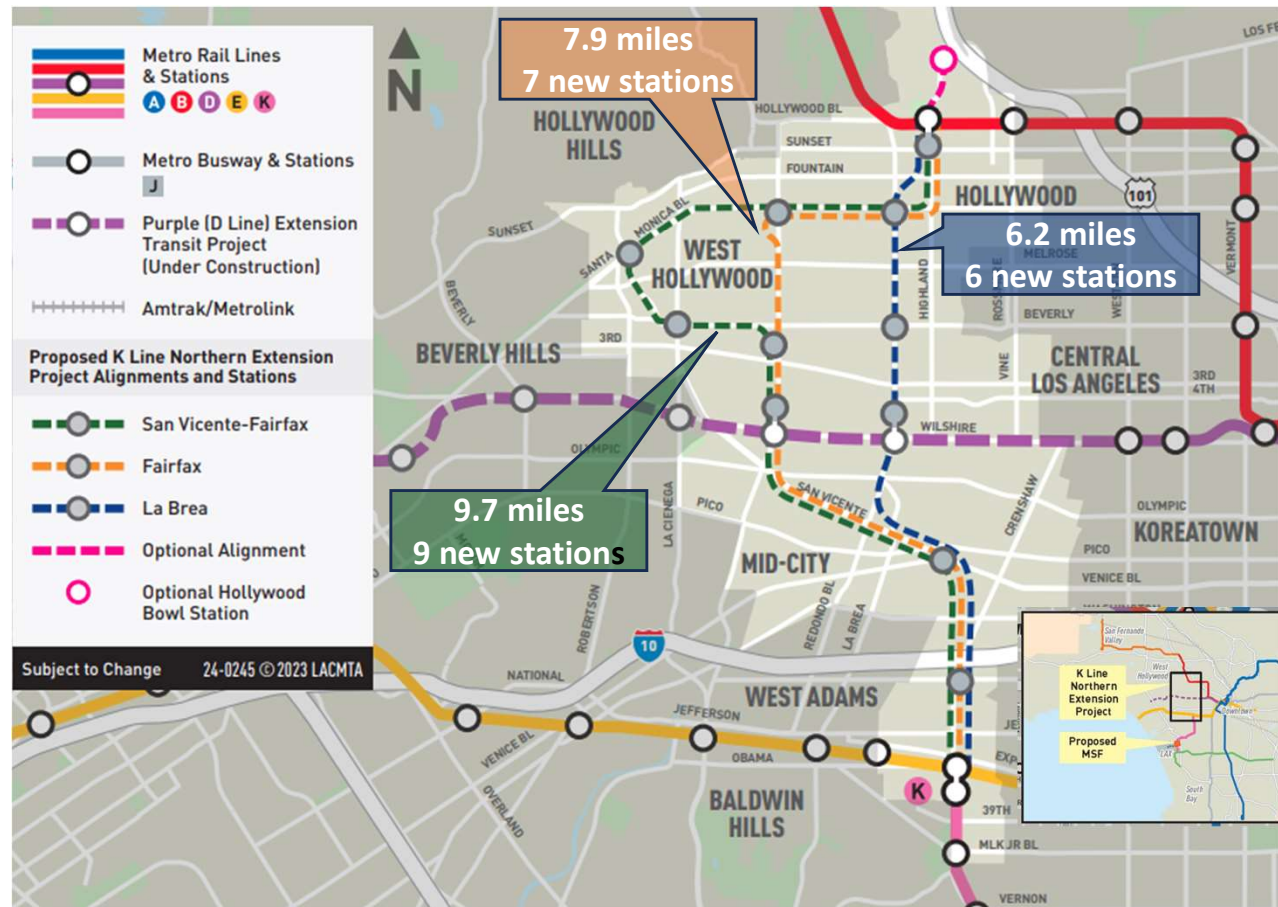 Metro Rail Lines
& Stations
A B D E K
Metro Busway & Stations
J
Purple (D Line) Extension
Transit Project
(Under Construction)
Amtrak/Metrolink
Proposed K Line Northern Extension
Project Alignments and Stations
San Vicente-Fairfax
Fairfax
La Brea
Optional Alignment
Optional Hollywood
Bowl Station
Subject to Change 24-0245 © 2023 LACMTA
N
7.9 miles
7 new stations
6.2 miles
6 new stations
9.7 miles
9 new stations
HOLLYWOOD
HILLS
HOLLYWOOD BL
SUNSET
FOUNTAIN
LOS FE
HOLLYWOOD
101
SUNSET
SANTA MONICA BL
WEST
HOLLYWOOD
MELROSE
HIGHLAND
VERMONT
BEVERLY
BEVERLY
3RD
BEVERLY HILLS
VINE
CENTRAL
LOS ANGELES
3RD
4TH
WILSHIRE
OLYMPIC
LA CIENEGA
PICO
SAN VICENTE
CRENSHAW
OLYMPIC
KOREATOWN
PICO
VENICE BL
MID-CITY
REDONDO BL
LA BREA
ROBERTSON
10
NATIONAL
WEST ADAMS
JEFFERSON
VENICE BL
OBAMA
OVERLAND
BALDWIN
HILLS
K
39TH
MLK JR BL
VERNON
San Fernando
Valley
West
Hollywood
K Line
Northern
Extension
Project
Downtown
Proposed
MSF
LAX
South
Bay